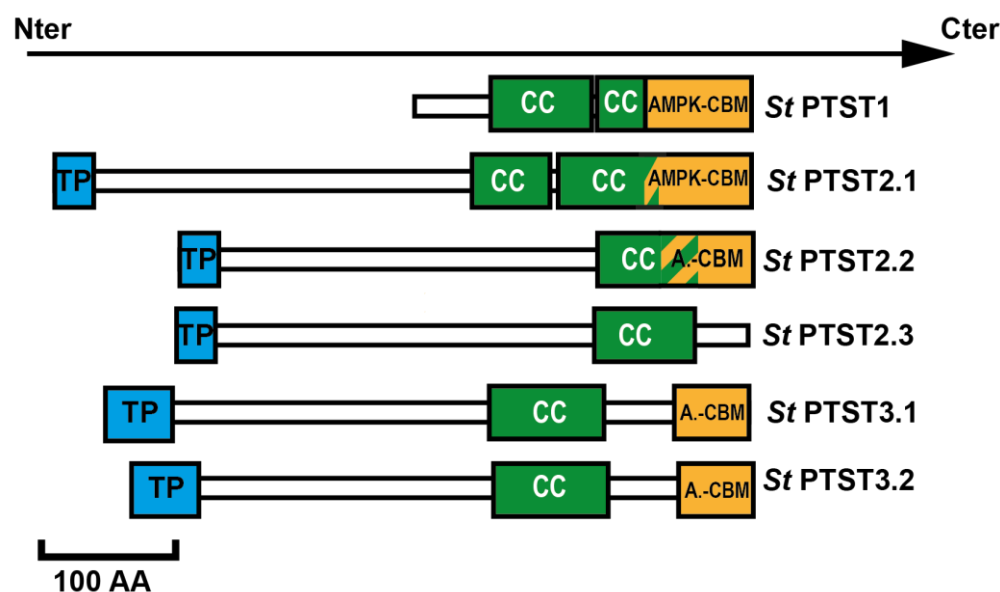 Nter Cter
CC CC AMPK-CBM St PTST1
TP CC CC AMPK-CBM St PTST2.1
TP CC A.-CBM St PTST2.2
TP CC St PTST2.3
TP CC A.-CBM St PTST3.1
TP CC A.-CBM St PTST3.2
100 AA